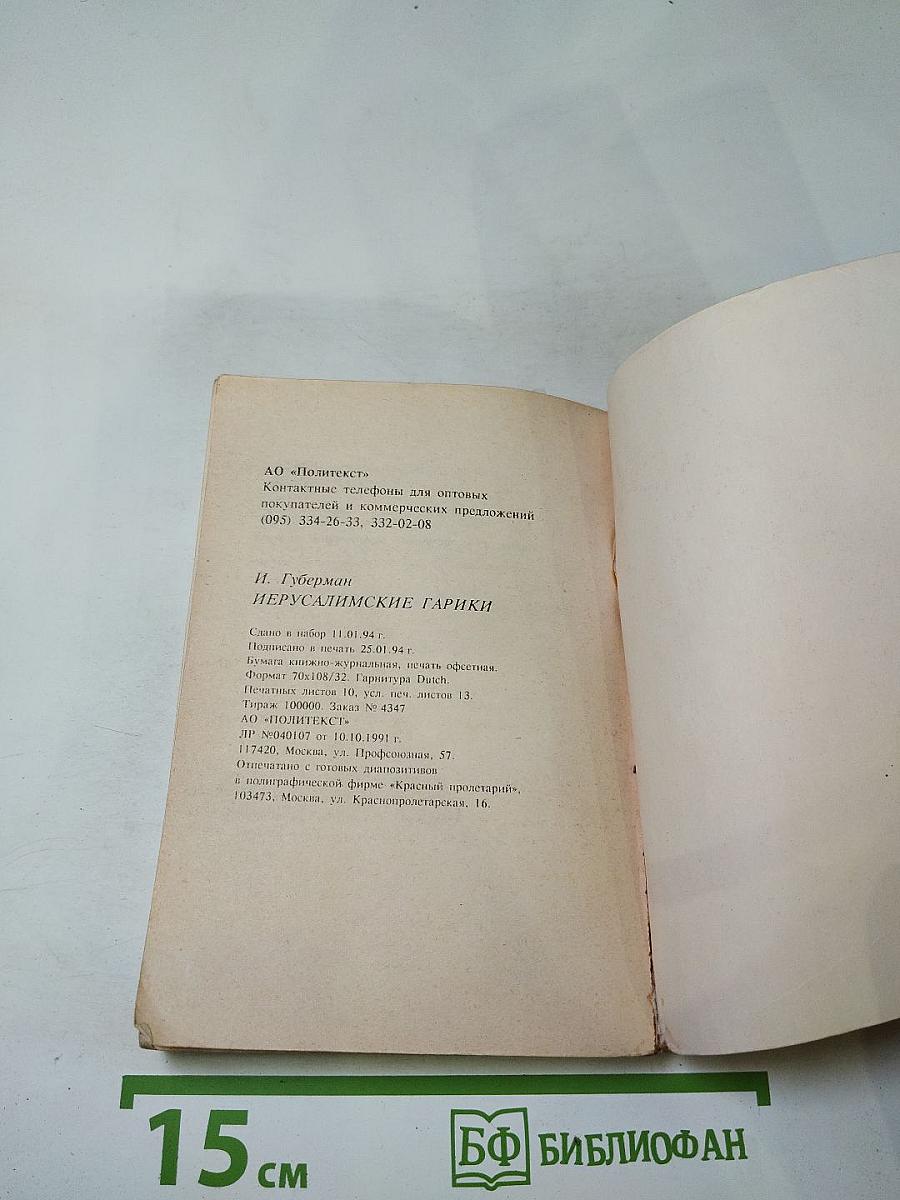 АО «Политекст»
Контактные телефоны для оптовых
покупателей и коммерческих предложений
(095) 334-26-33, 332-02-08
И. Губерман
ИЕРУСАЛИМСКИЕ ГАРИКИ
Сдано в набор 11.01.94 г.
Подписано в печать 25.01.94 г.
Бумага книжно-журнальная, печать офсетная.
Формат 70х108/32. Гарнитура Dutch.
Печатных листов 10, усл. печ. листов 13.
Тираж 100000. Заказ № 4347
АО «ПОЛИТЕКСТ»
ЛР №040107 от 10.10.1991 г.
117420, Москва, ул. Профсоюзная, 57.
Отпечатано с готовых диапозитивов
в полиграфической фирме «Красный пролетарий»,
103473, Москва, ул. Краснопролетарская, 16.
15 см
БФ БИБЛИОФАН